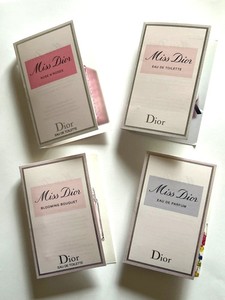 Miss Dior
ROSE N'ROSES
Dior
EAU DE TOILETTE
Miss Dior
EAU DE TOILETTE
Dior
Miss Dior
BLOOMING BOUQUET
Dior
EAU DE TOILETTE
Miss Dior
EAU DE PARFUM
Dior